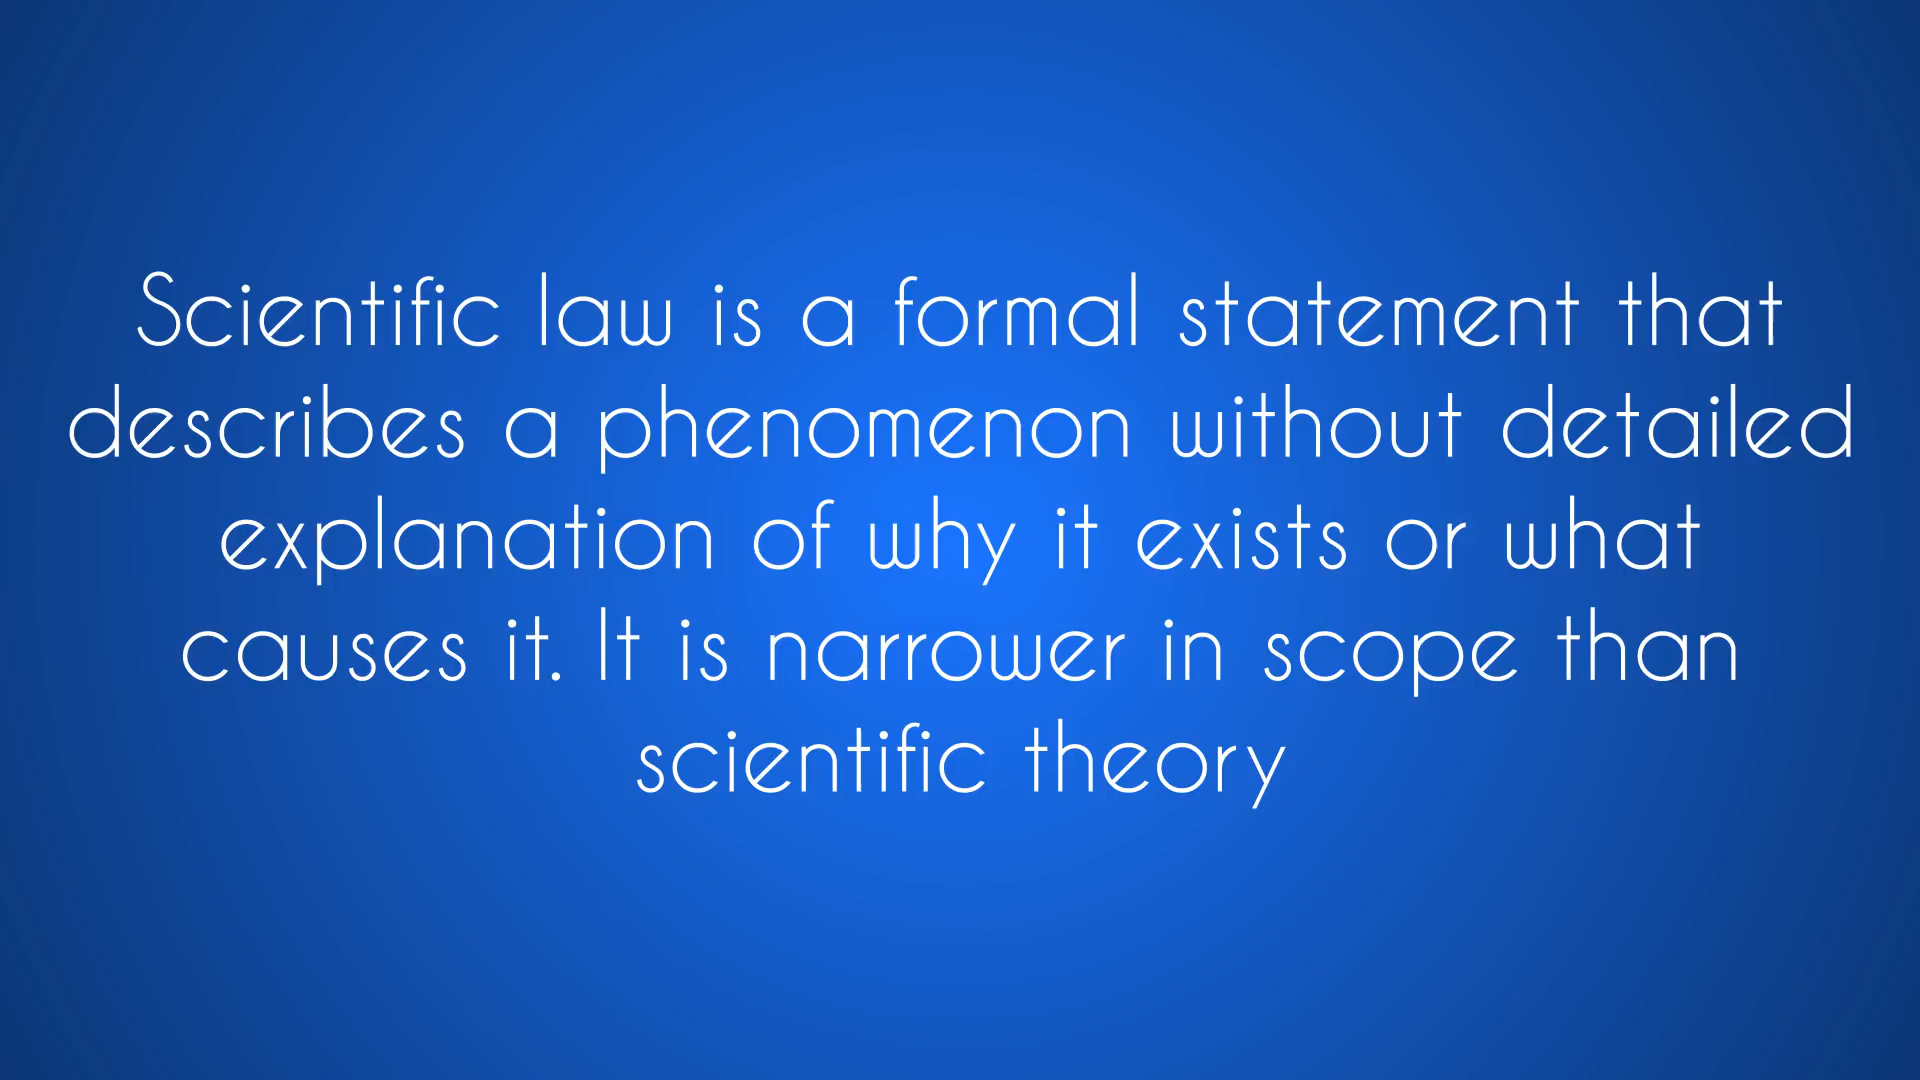 Scientific law is a formal statement that
describes a phenomenon without detailed
explanation of why it exists or what
causes it. It is narrower in scope than
scientific theory